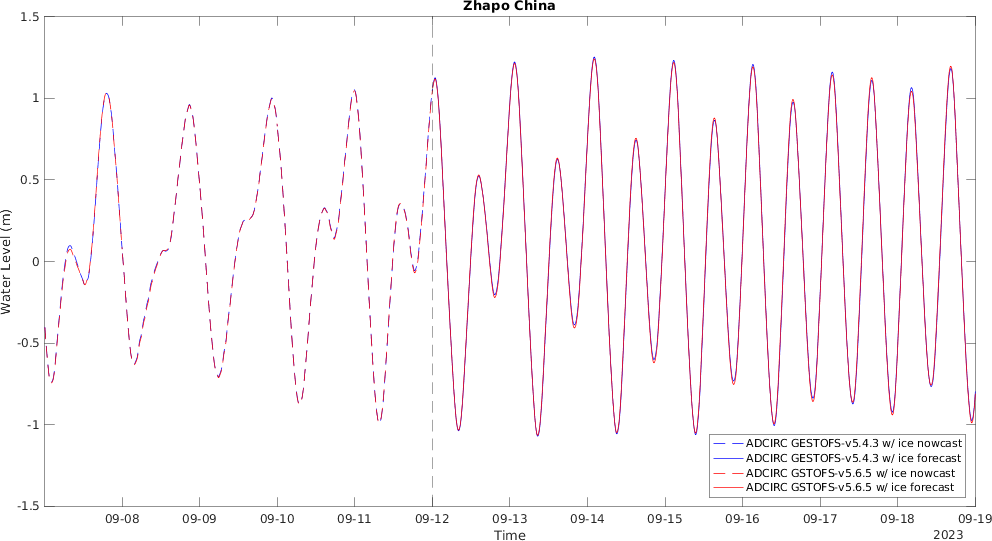 Zhapo China
1.5
1
0.5
0
-0.5
-1
-1.5
Water Level (m)
09-08 09-09 09-10 09-11 09-12 09-13 09-14 09-15 09-16 09-17 09-18 09-19
Time
2023
ADCIRC GESTOFS-v5.4.3 w/ ice nowcast
ADCIRC GESTOFS-v5.4.3 w/ ice forecast
ADCIRC GSTOFS-v5.6.5 w/ ice nowcast
ADCIRC GSTOFS-v5.6.5 w/ ice forecast